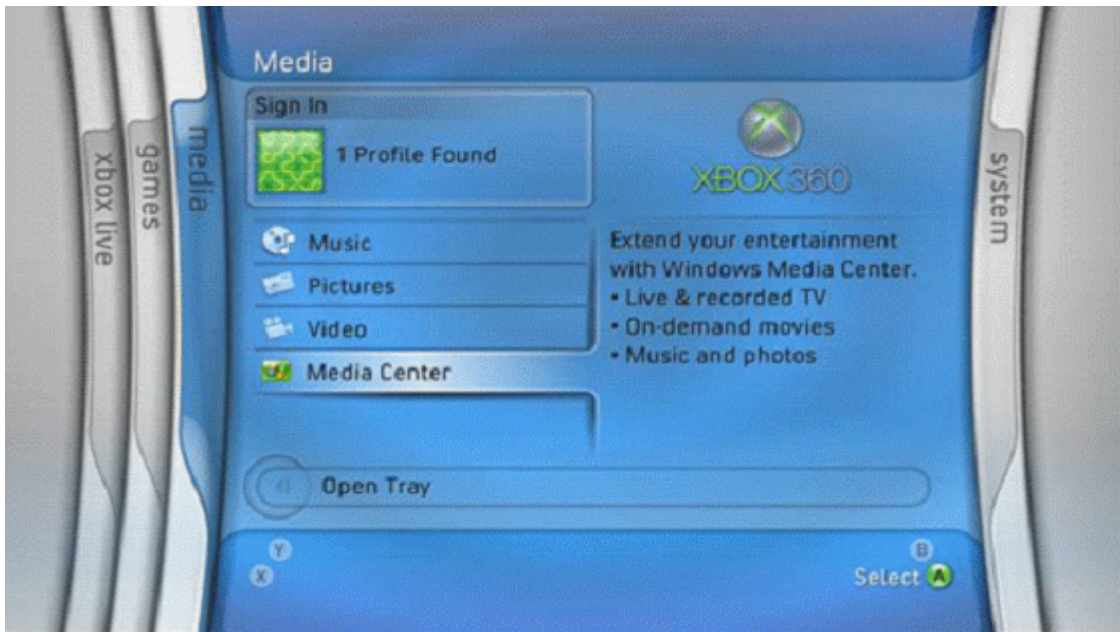 Media
Sign In
1 Profile Found
Music
Pictures
Video
Media Center
Open Tray
XBOX 360
Extend your entertainment
with Windows Media Center.
• Live & recorded TV
• On-demand movies
• Music and photos
xbox live
games
media
system
Y
X
B
Select A